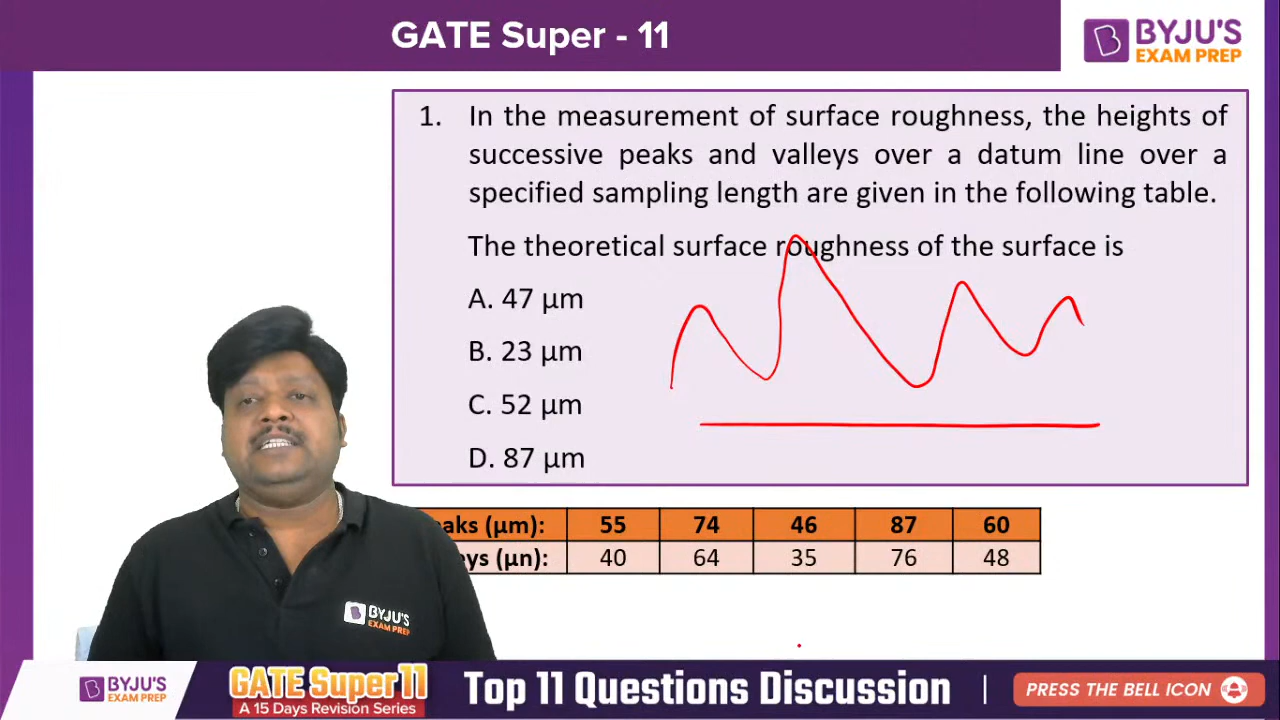 GATE Super - 11
BYJU'S
EXAM PREP
1. In the measurement of surface roughness, the heights of
successive peaks and valleys over a datum line over a
specified sampling length are given in the following table.
The theoretical surface roughness of the surface is
A. 47 µm
B. 23 µm
C. 52 µm
D. 87 µm
(µm): 55 74 46 87 60
(µn): 40 64 35 76 48
BYJU'S
EXAM PREP
BYJU'S
EXAM PREP
GATE Super 11
A 15 Days Revision Series
Top 11 Questions Discussion
PRESS THE BELL ICON